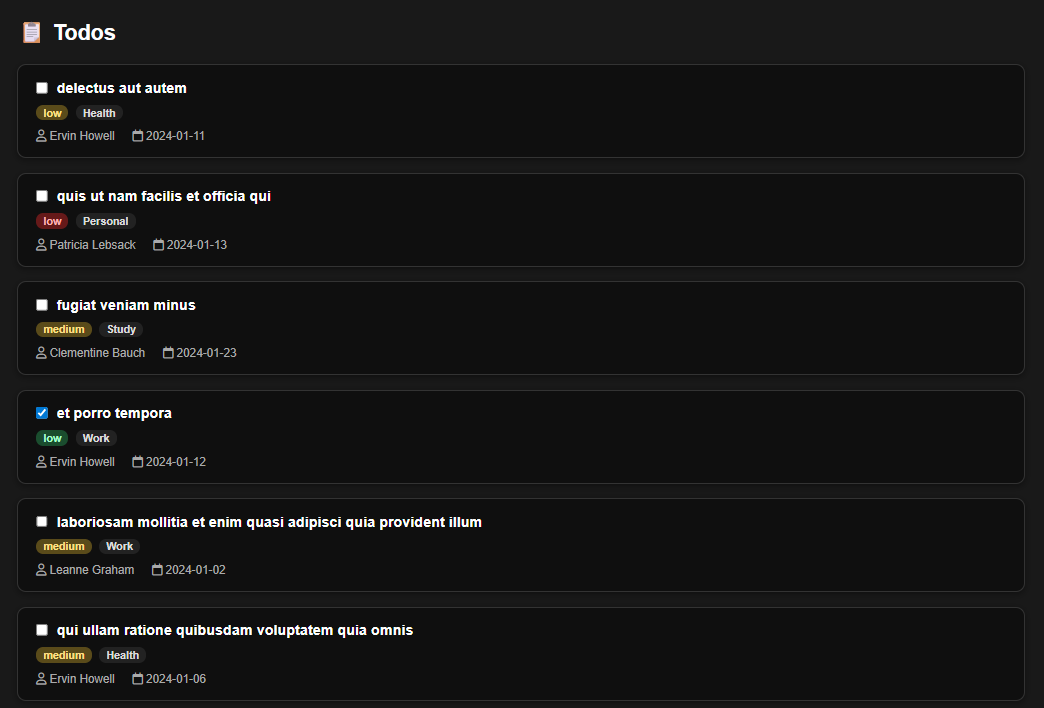 Todos
delectus aut autem
low Health
Ervin Howell 2024-01-11
quis ut nam facilis et officia qui
low Personal
Patricia Lebsack 2024-01-13
fugiat veniam minus
medium Study
Clementine Bauch 2024-01-23
et porro tempora
low Work
Ervin Howell 2024-01-12
laboriosam mollitia et enim quasi adipisci quia provident illum
medium Work
Leanne Graham 2024-01-02
qui ullam ratione quibusdam voluptatem quia omnis
medium Health
Ervin Howell 2024-01-06